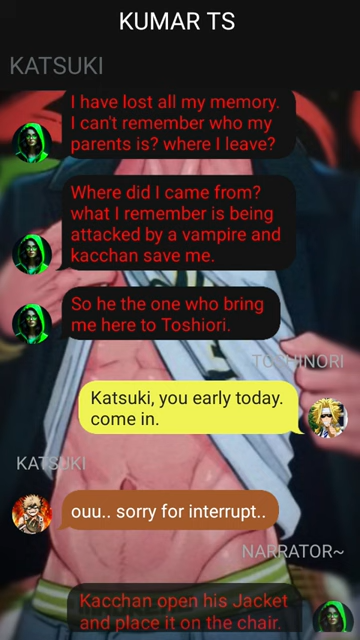 KUMAR TS
KATSUKI
I have lost all my memory.
I can't remember who my
parents is? where I leave?
Where did I came from?
what I remember is being
attacked by a vampire and
kacchan save me.
So he the one who bring
me here to Toshiori.
TOSHINORI
Katsuki, you early today.
come in.
KATSUKI
ouu.. sorry for interrupt..
NARRATOR~
Kacchan open his Jacket
and place it on the chair.